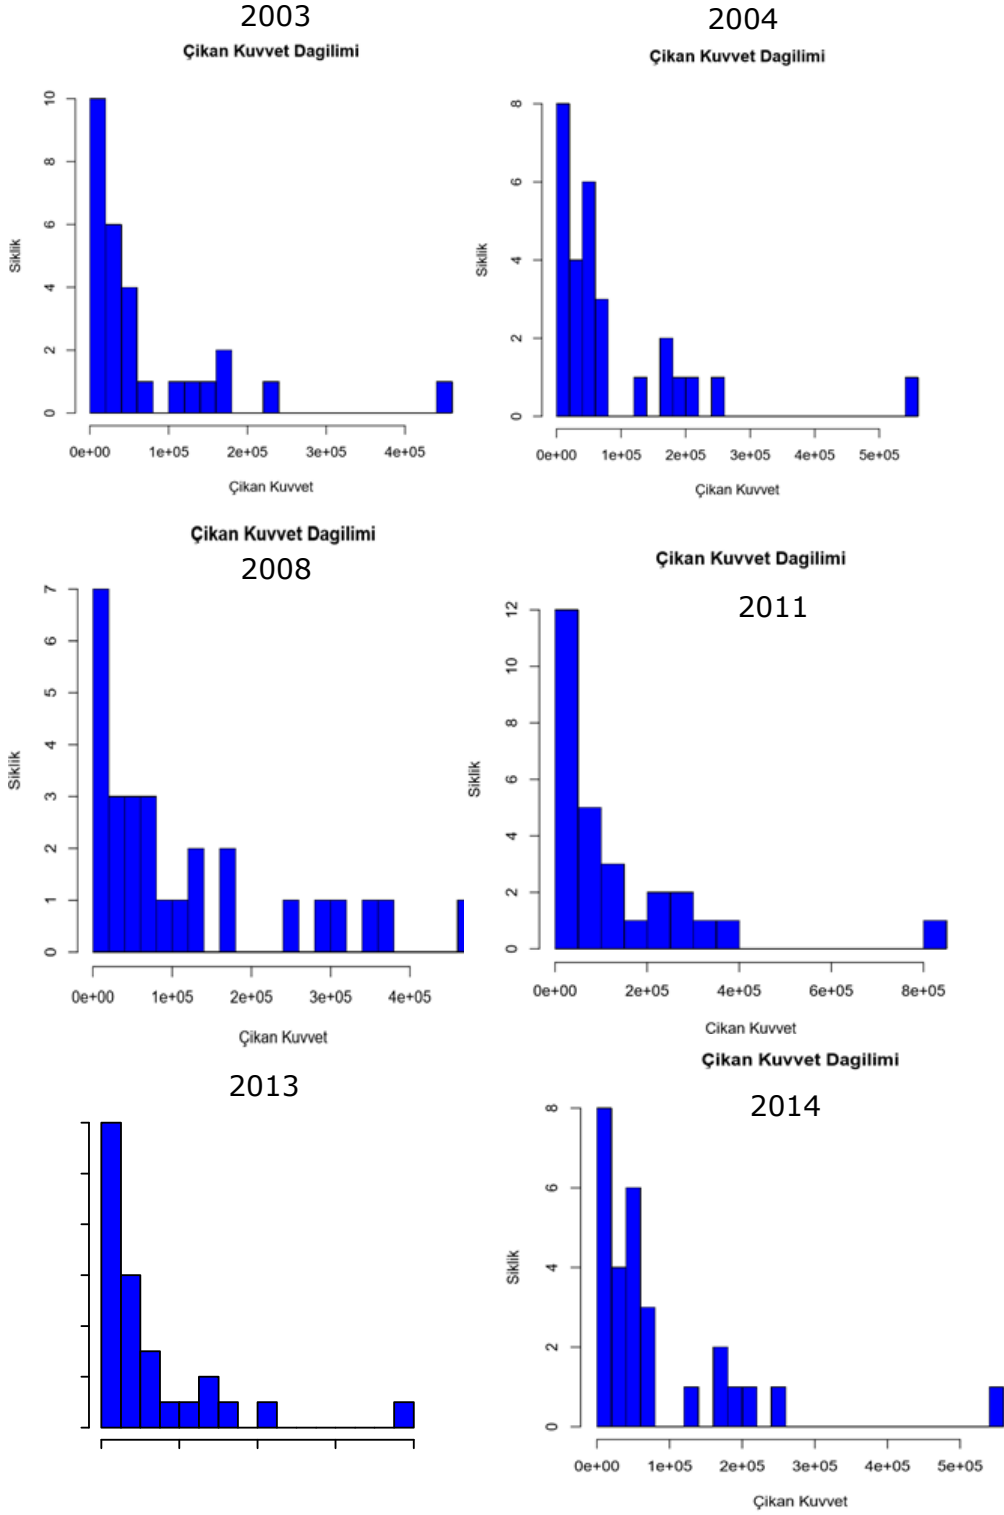 2003
Çikan Kuvvet Dagilimi
Siklik
10
8
6
4
2
0
0e+00 1e+05 2e+05 3e+05 4e+05
Çikan Kuvvet
2004
Çikan Kuvvet Dagilimi
Siklik
8
6
4
2
0
0e+00 1e+05 2e+05 3e+05 4e+05 5e+05
Çikan Kuvvet
Çikan Kuvvet Dagilimi
2008
Siklik
7
6
5
4
3
2
1
0
0e+00 1e+05 2e+05 3e+05 4e+05
Çikan Kuvvet
Çikan Kuvvet Dagilimi
2011
Siklik
12
10
8
6
4
2
0
0e+00 2e+05 4e+05 6e+05 8e+05
Cikan Kuvvet
2013
Çikan Kuvvet Dagilimi
2014
Siklik
8
6
4
2
0
0e+00 1e+05 2e+05 3e+05 4e+05 5e+05
Çikan Kuvvet